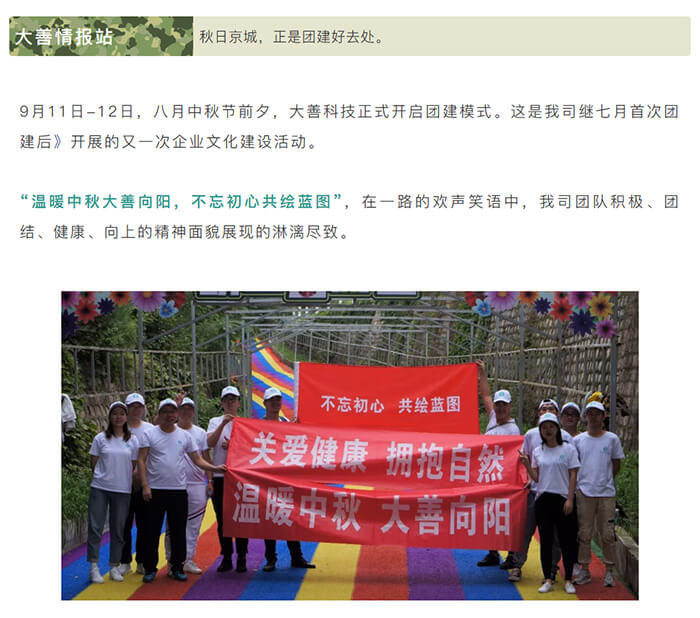 大善情报站
秋日京城，正是团建好去处。
9月11日-12日，八月中秋节前夕，大善科技正式开启团建模式。这是我司继七月首次团
建后》开展的又一次企业文化建设活动。
“温暖中秋大善向阳，不忘初心共绘蓝图”，在一路的欢声笑语中，我司团队积极、团
结、健康、向上的精神面貌展现的淋漓尽致。
不忘初心 共绘蓝图
关爱健康 拥抱自然
温暖中秋 大善向阳